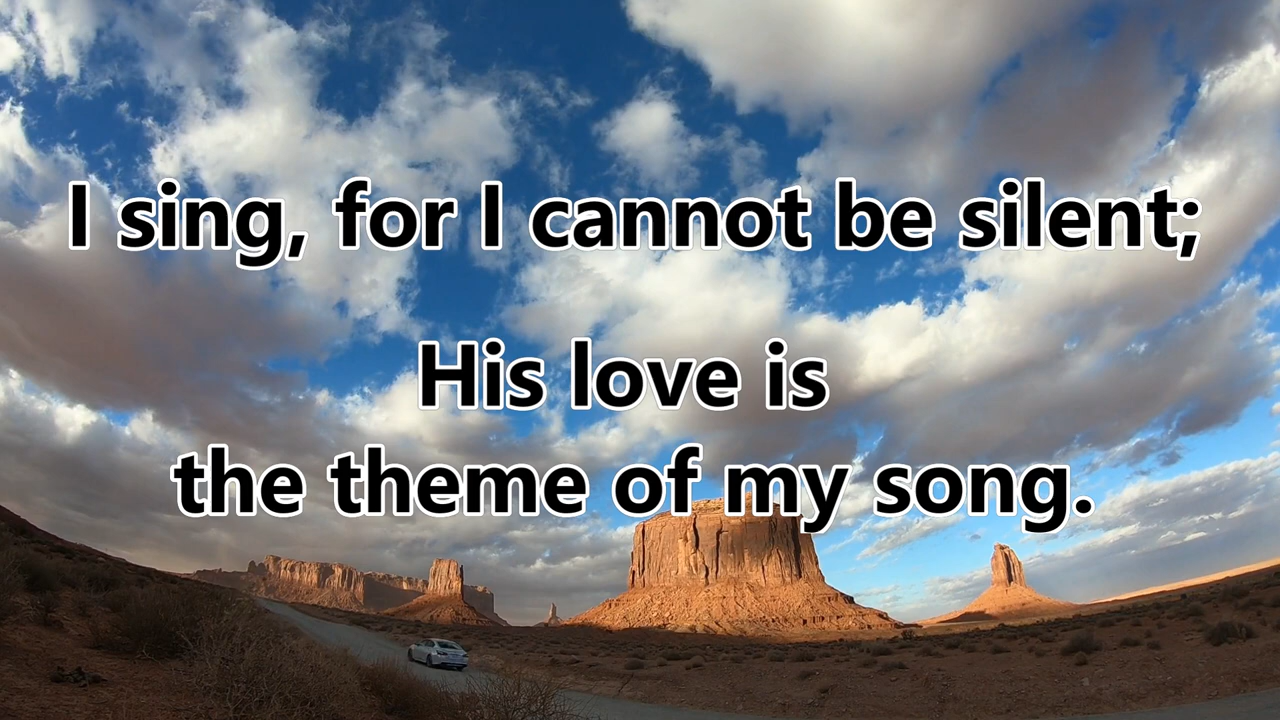 I sing, for I cannot be silent;
His love is
the theme of my song.